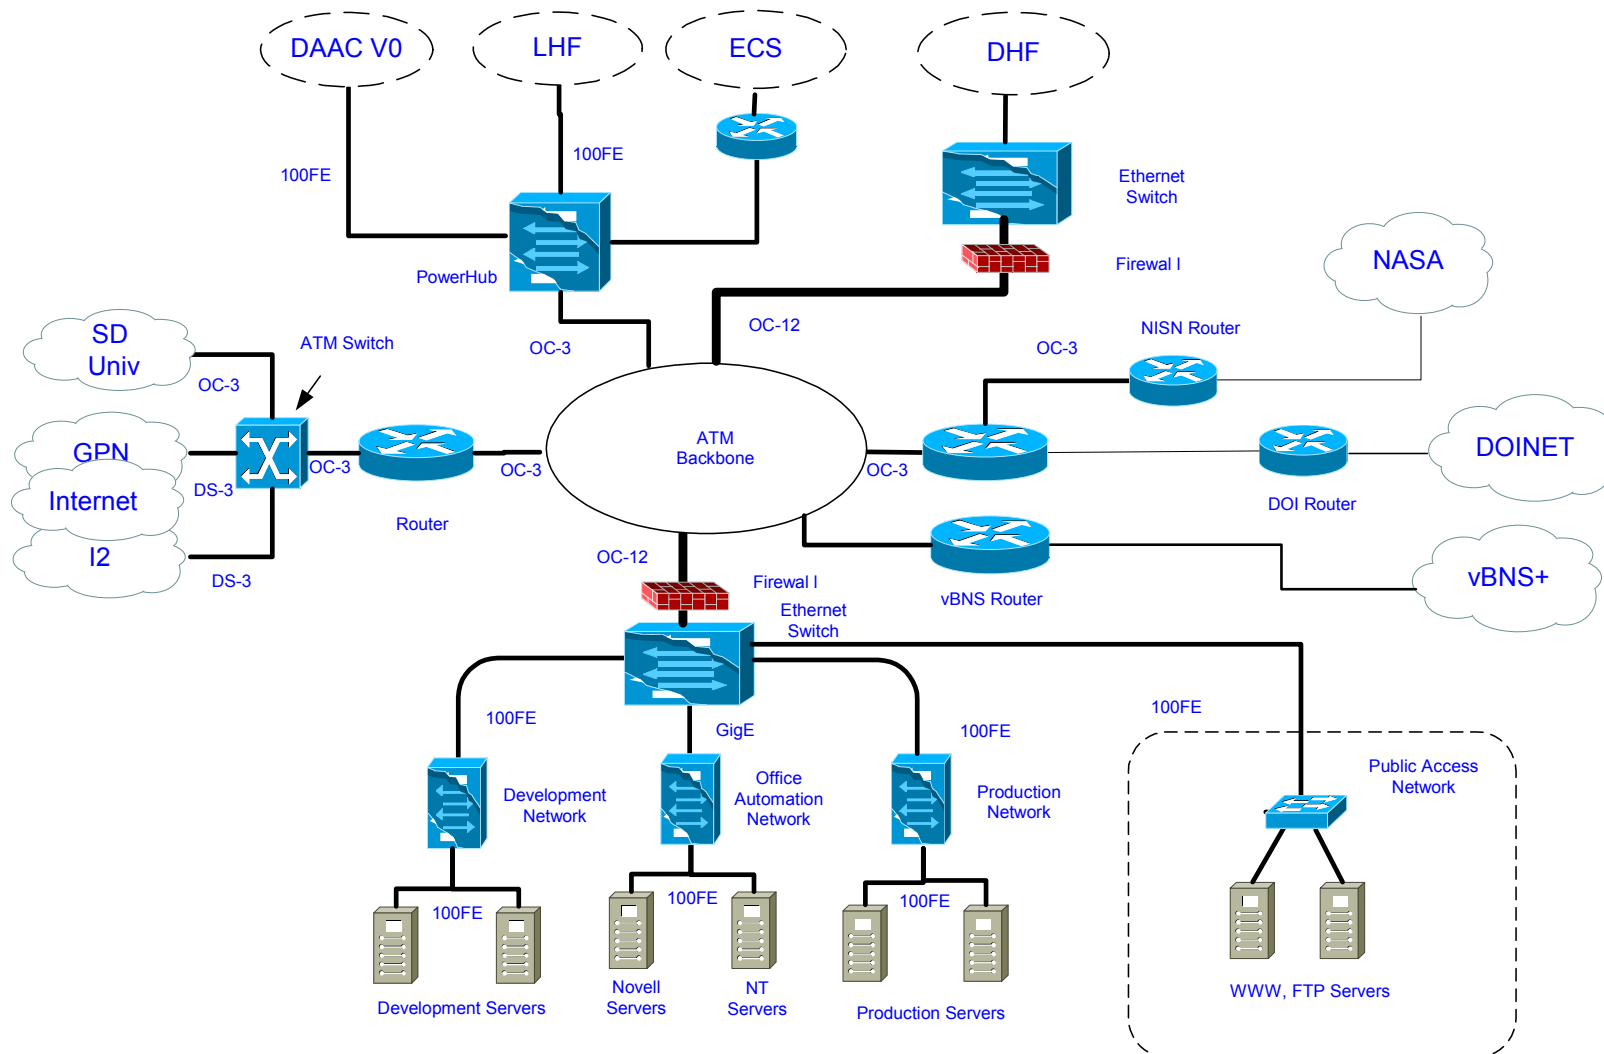 DAAC V0
LHF
ECS
DHF
100FE
100FE
Ethernet
Switch
PowerHub
Firewal l
NASA
SD
Univ
ATM Switch
OC-3
OC-12
OC-3
NISN Router
OC-3
GPN
Internet
I2
DS-3
DS-3
OC-3
Router
OC-3
ATM
Backbone
OC-3
DOINET
DOI Router
OC-12
Firewal l
Ethernet
Switch
vBNS Router
vBNS+
100FE
GigE
100FE
100FE
Development
Network
Office
Automation
Network
Production
Network
Public Access
Network
100FE
100FE
100FE
Development Servers
Novell
Servers
NT
Servers
Production Servers
WWW, FTP Servers